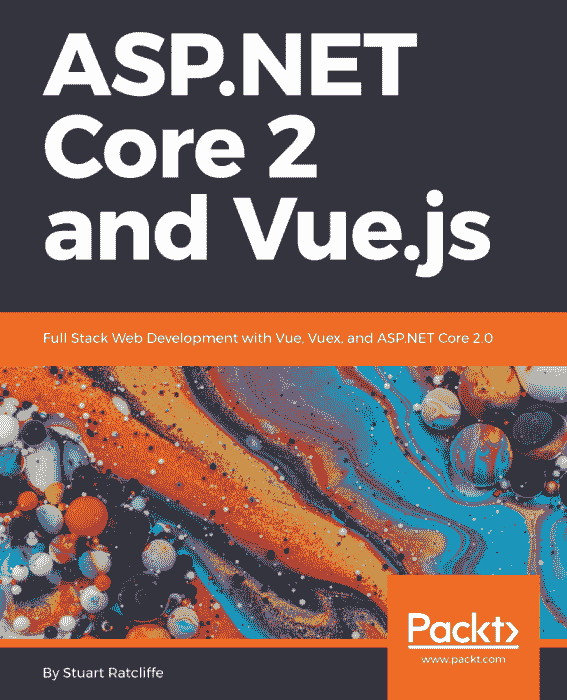 ASP.NET
Core 2
and Vue.js
Full Stack Web Development with Vue, Vuex, and ASP.NET Core 2.0
Packt>
www.packt.com
By Stuart Ratcliffe